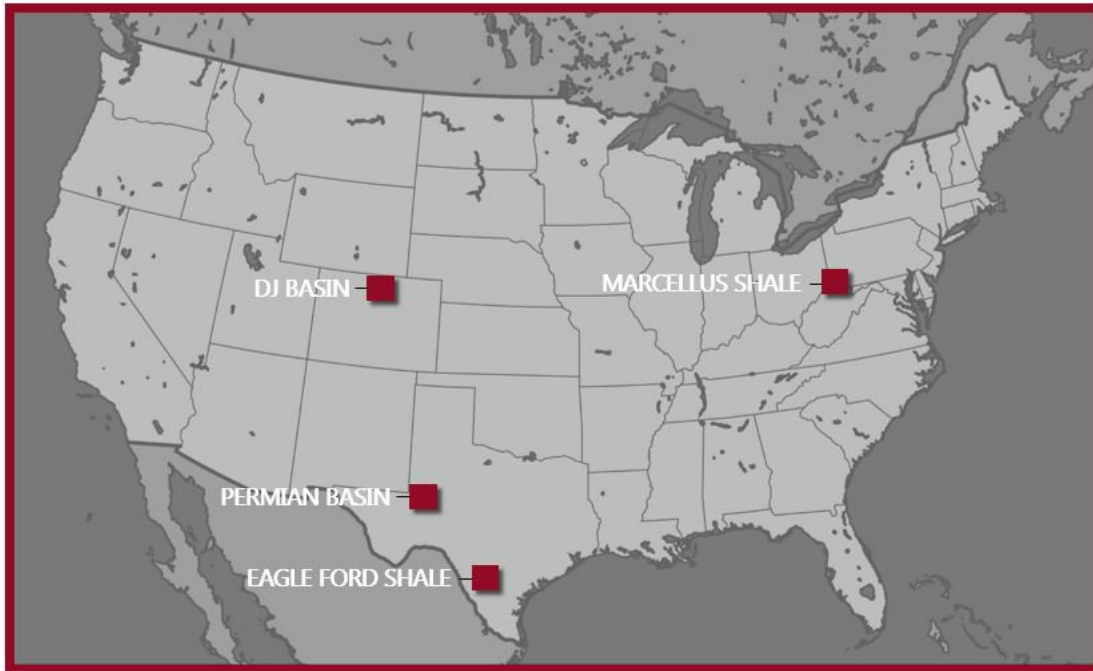 DJ BASIN
MARCELLUS SHALE
PERMIAN BASIN
EAGLE FORD SHALE